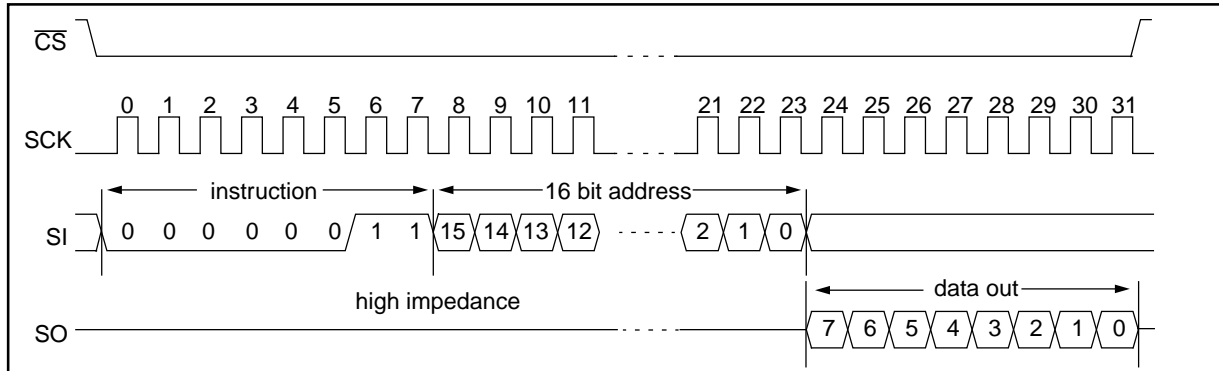 CS
0 1 2 3 4 5 6 7 8 9 10 11 21 22 23 24 25 26 27 28 29 30 31
SCK
instruction 16 bit address
SI 0 0 0 0 0 0 1 1 15 14 13 12 2 1 0
high impedance data out
SO 7 6 5 4 3 2 1 0